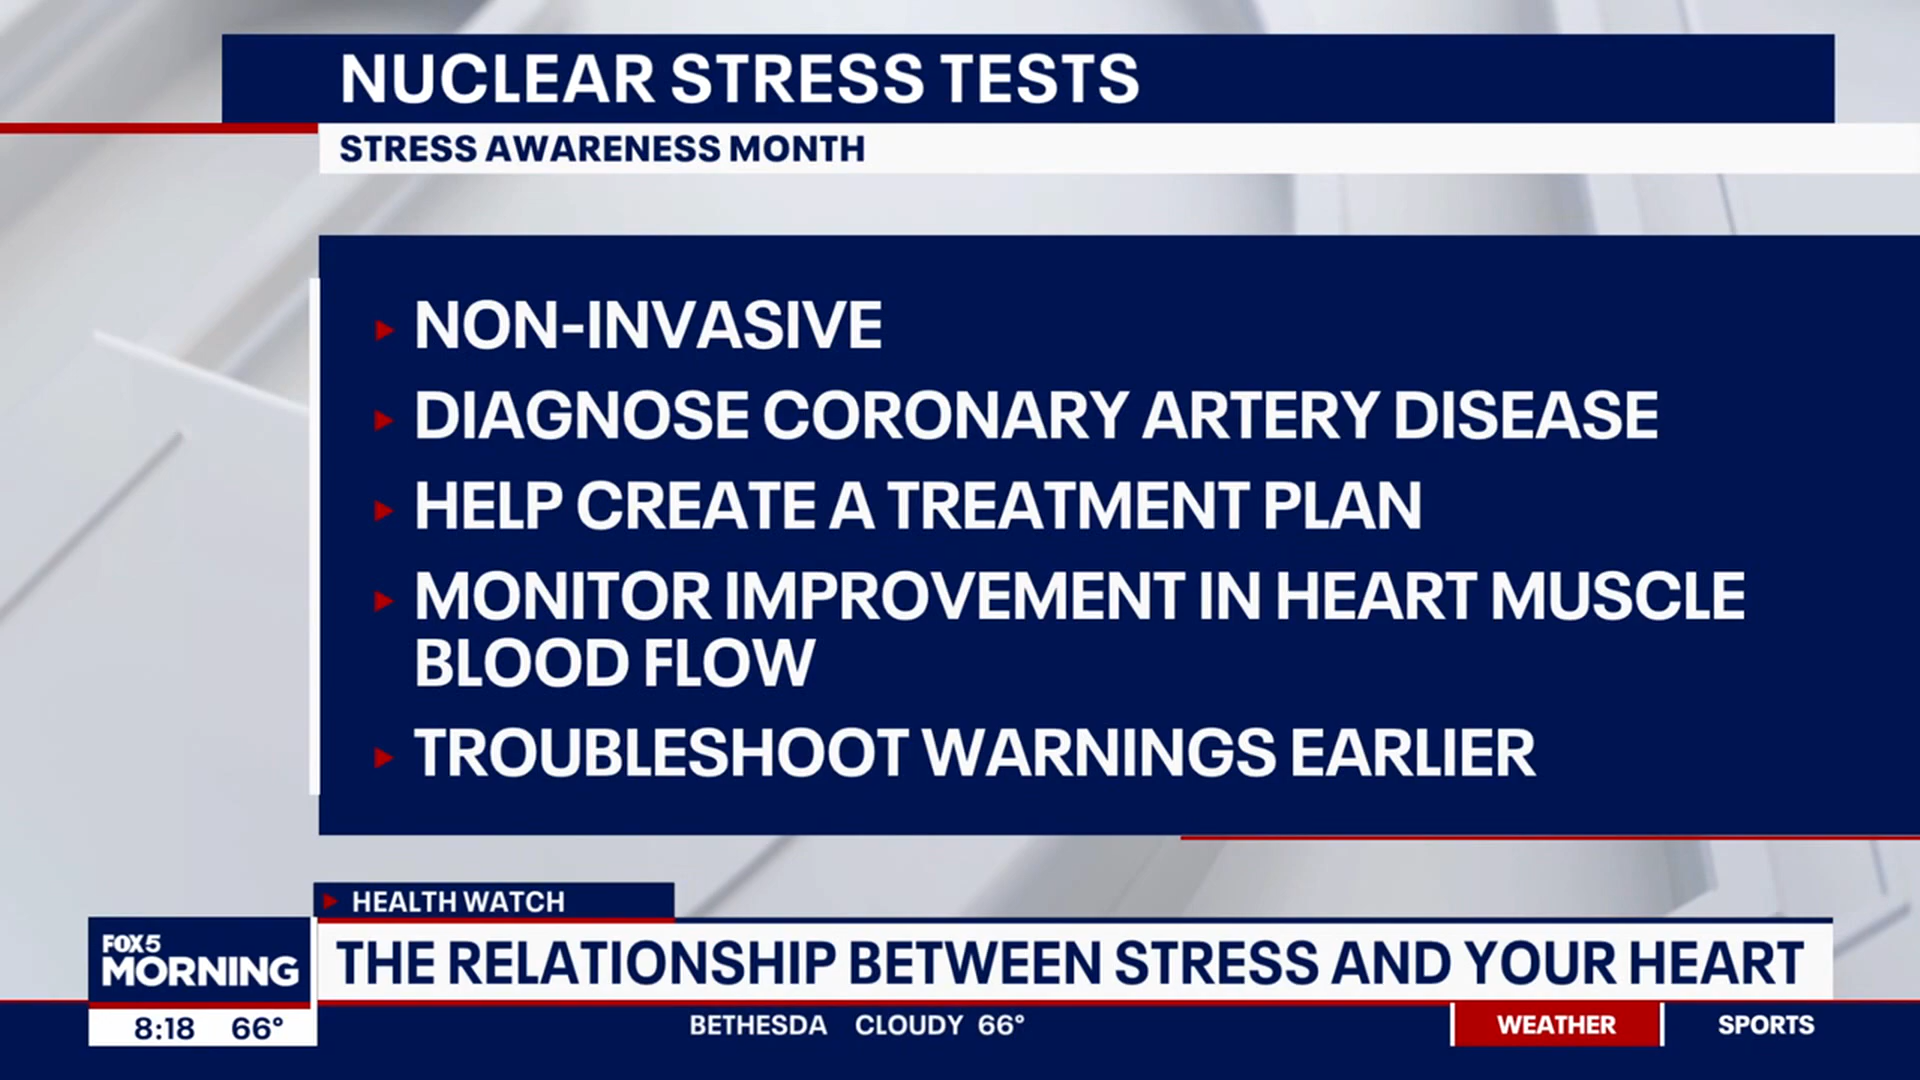 NUCLEAR STRESS TESTS
STRESS AWARENESS MONTH
NON-INVASIVE
DIAGNOSE CORONARY ARTERY DISEASE
HELP CREATE A TREATMENT PLAN
MONITOR IMPROVEMENT IN HEART MUSCLE
BLOOD FLOW
TROUBLESHOOT WARNINGS EARLIER
HEALTH WATCH
THE RELATIONSHIP BETWEEN STRESS AND YOUR HEART
FOX 5
MORNING
8:18 66°
BETHESDA CLOUDY 66°
WEATHER
SPORTS